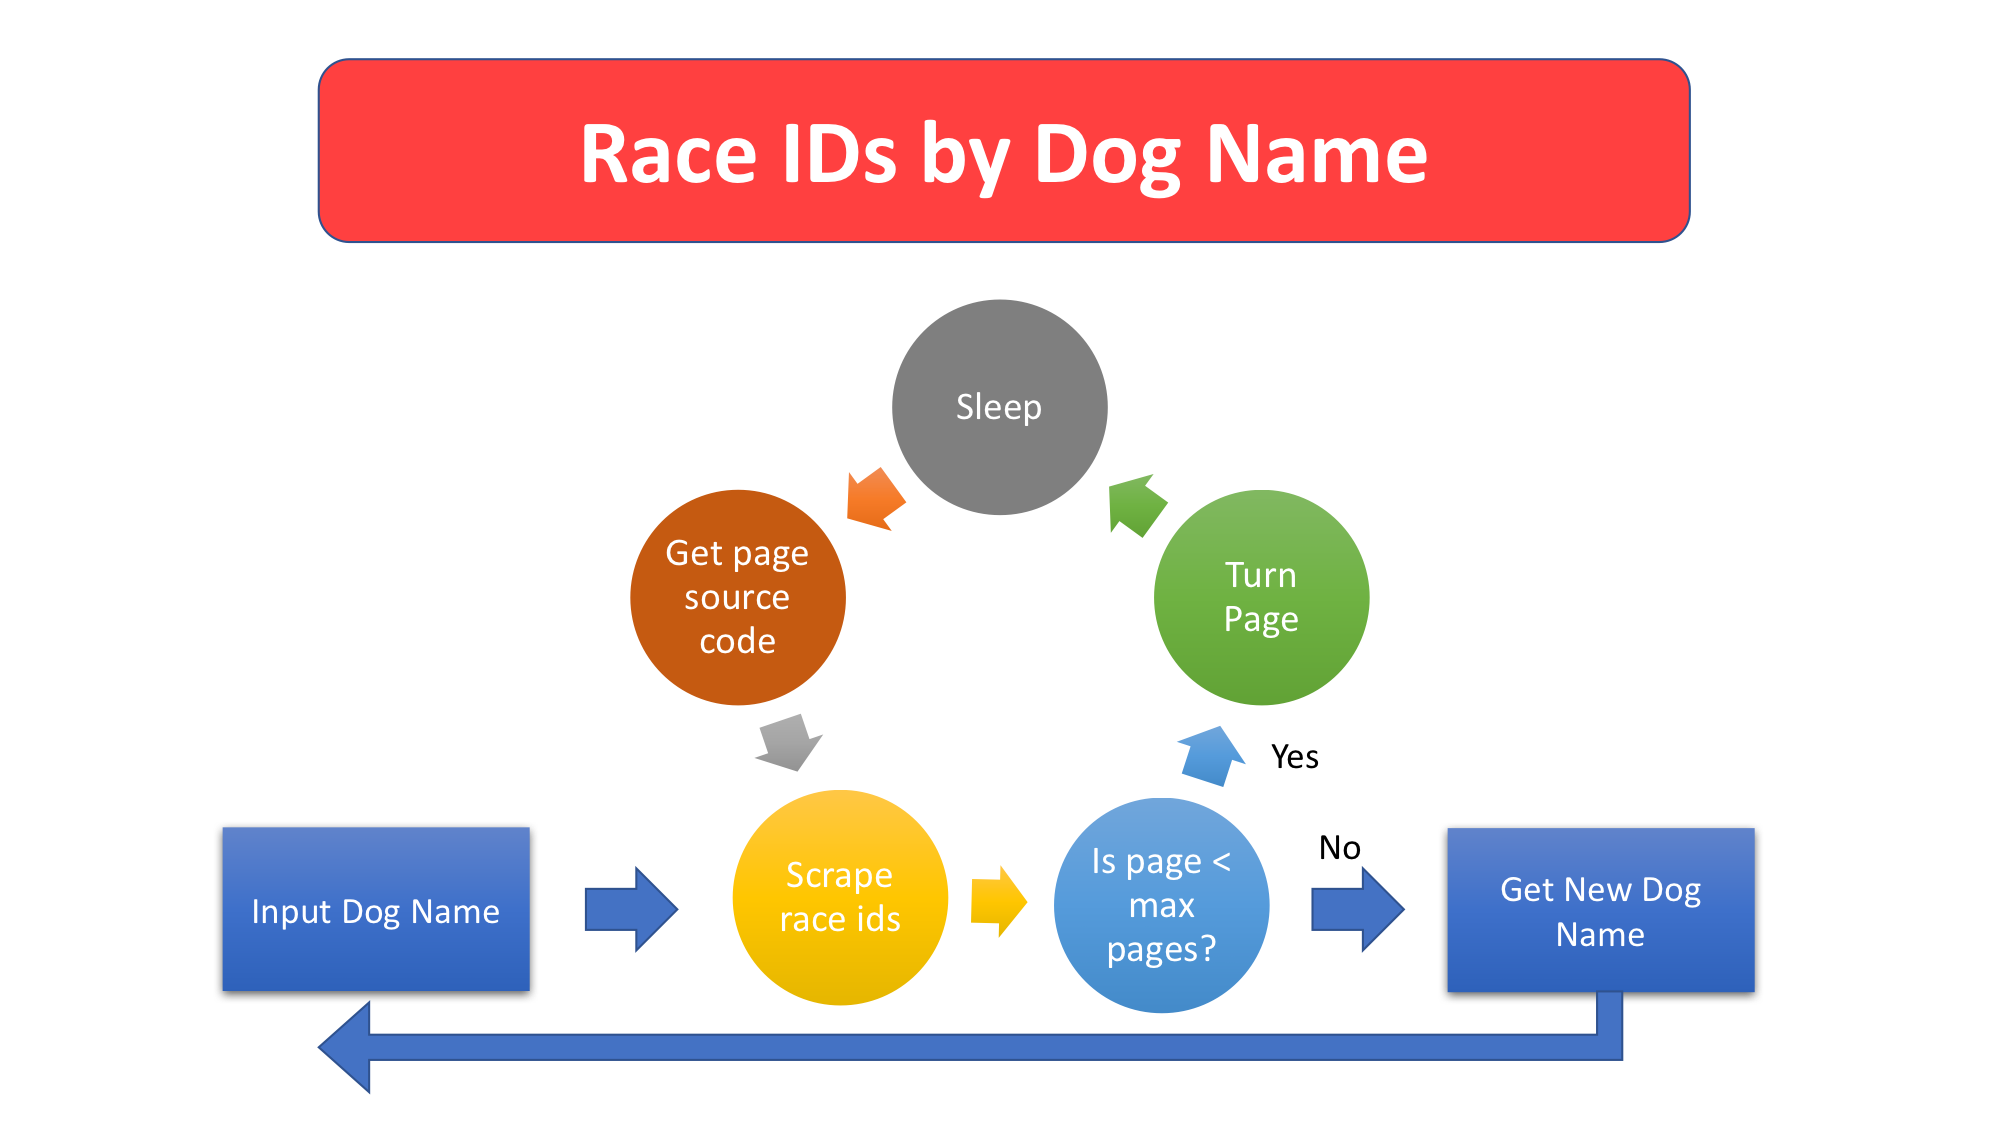 Race IDs by Dog Name
Sleep
Get page
source
code
Turn
Page
Yes
No
Input Dog Name
Scrape
race ids
Is page <
max
pages?
Get New Dog
Name